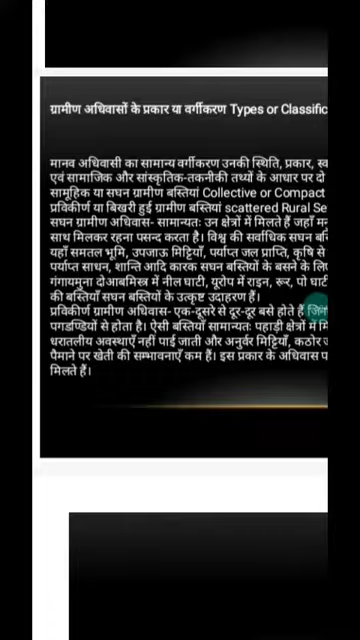 ग्रामीण अधिवासों के प्रकार या वर्गीकरण Types or Classific
मानव अधिवासी का सामान्य वर्गीकरण उनकी स्थिति, प्रकार, स्व
एवं सामाजिक और सांस्कृतिक-तकनीकी तथ्यों के आधार पर दो
सामूहिक या सघन ग्रामीण बस्तियां Collective or Compact
प्रविकीर्ण या बिखरी हुई ग्रामीण बस्तियां scattered Rural Se
सघन ग्रामीण अधिवास- सामान्यतः उन क्षेत्रों में मिलते हैं जहाँ मन
साथ मिलकर रहना पसन्द करता है। विश्व की सर्वाधिक सघन बस्ि
यहाँ समतल भूमि, उपजाऊ मिट्टियाँ, पर्याप्त जल प्राप्ति, कृषि से
पर्याप्त साधन, शान्ति आदि कारक सघन बस्तियों के बसने के लिए
गंगायमुना दोआबमिस्त्र में नील घाटी, यूरोप में राइन, रूर, पो घाटी
की बस्तियाँ सघन बस्तियों के उत्कृष्ट उदाहरण हैं।
प्रविकीर्ण ग्रामीण अधिवास- एक-दूसरे से दूर-दूर बसे होते हैं
पगडण्डियों से होता है। ऐसी बस्तियाँ सामान्यतः पहाड़ी क्षेत्रों में मि
धरातलीय अवस्थाएँ नहीं पाई जाती और अनुर्वर मिट्टियाँ, कठोर ज
पैमाने पर खेती की सम्भावनाएँ कम हैं। इस प्रकार के अधिवास प
मिलते हैं।